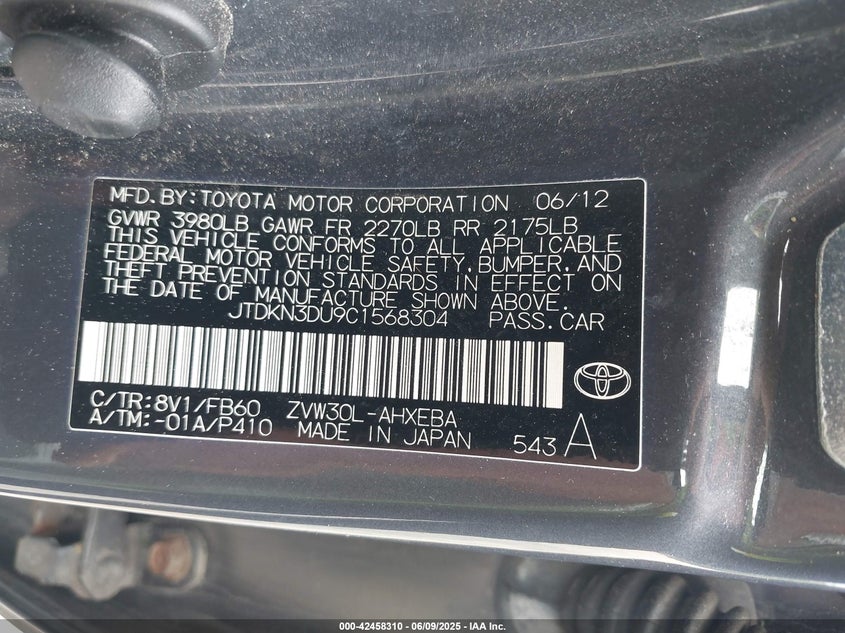 MFD.BY:TOYOTA MOTOR CORPORATION 06/12
GVWR 3980LB GAWR FR 2270LB RR 2175LB
THIS VEHICLE CONFORMS TO ALL APPLICABLE
FEDERAL MOTOR VEHICLE SAFETY,BUMPER,AND
THEFT PREVENTION STANDARDS IN EFFECT ON
THE DATE OF MANUFACTURE SHOWN ABOVE.
JTDKN3DU9C1568304 PASS.CAR
C/TR:8V1/FB60 ZVW30L-AHXEBA
A/TM:-01A/P410 MADE IN JAPAN 543 A
000-42458310 | 06/09/2025 - IAA Inc.